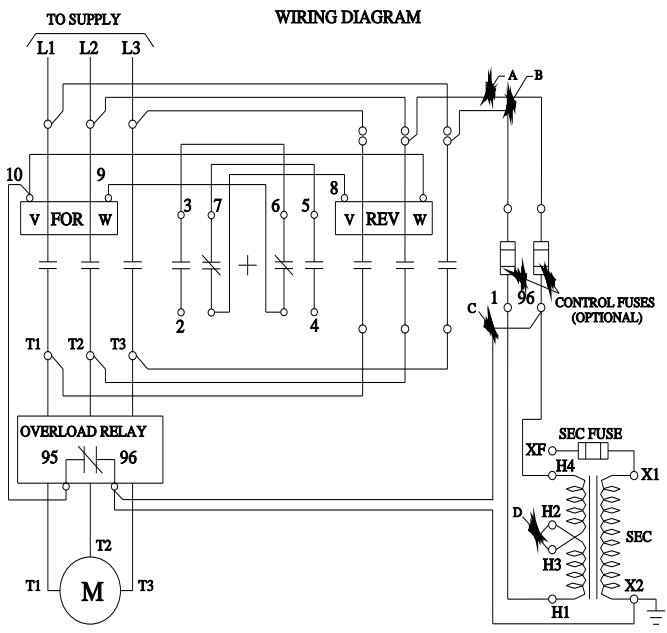 WIRING DIAGRAM
TO SUPPLY
L1 L2 L3
A B
10 9 3 7 6 5 8
V FOR W
V REV W
1 96
CONTROL FUSES
(OPTIONAL)
C
2 4
T1 T2 T3
OVERLOAD RELAY
95 96
SEC FUSE
XF
H4 X1
D H2
SEC
H3
T2
T1 M T3
X2
H1